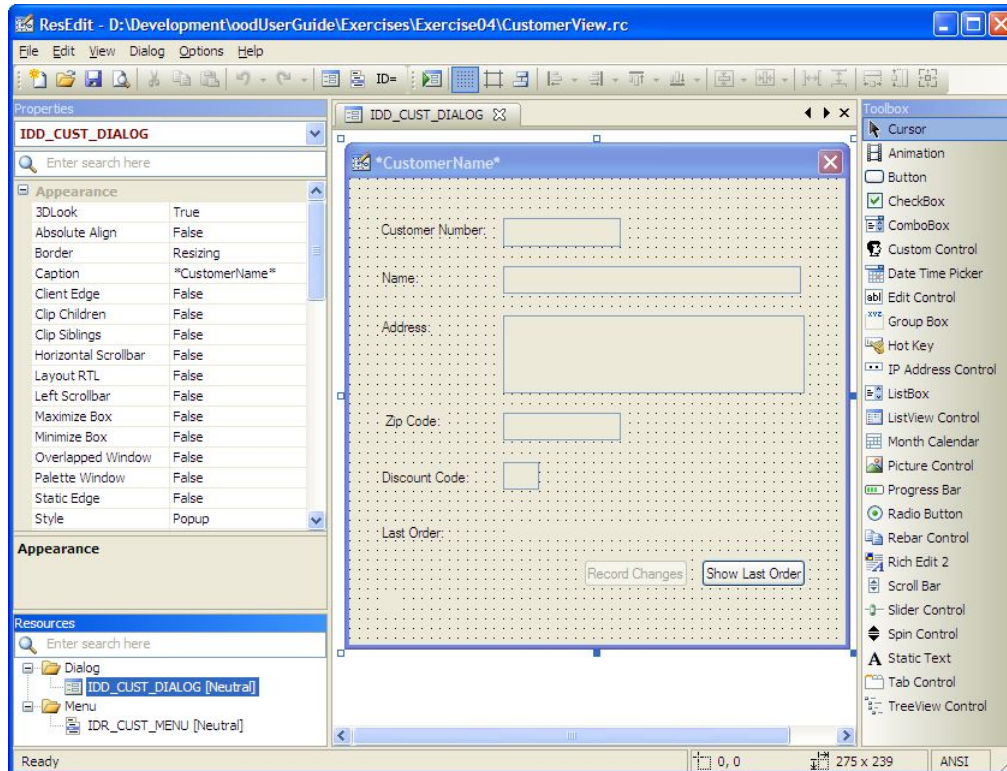 ResEdit - D:\Development\oodUserGuide\Exercises\Exercise04\CustomerView.rc
File Edit View Dialog Options Help
ID=
Properties
IDD_CUST_DIALOG
Enter search here
Appearance
3DLook True
Absolute Align False
Border Resizing
Caption *CustomerName*
Client Edge False
Clip Children False
Clip Siblings False
Horizontal Scrollbar False
Layout RTL False
Left Scrollbar False
Maximize Box False
Minimize Box False
Overlapped Window False
Palette Window False
Static Edge False
Style Popup
Appearance
Resources
Enter search here
Dialog
IDD_CUST_DIALOG [Neutral]
Menu
IDR_CUST_MENU [Neutral]
IDD_CUST_DIALOG
*CustomerName*
Customer Number:
Name:
Address:
Zip Code:
Discount Code:
Last Order:
Record Changes Show Last Order
Toolbox
Cursor
Animation
Button
CheckBox
ComboBox
Custom Control
Date Time Picker
abl Edit Control
XYZ Group Box
Hot Key
IP Address Control
ListBox
ListView Control
Month Calendar
Picture Control
Progress Bar
Radio Button
Rebar Control
Rich Edit 2
Scroll Bar
Slider Control
Spin Control
A Static Text
Tab Control
TreeView Control
Ready 0, 0 275 x 239 ANSI